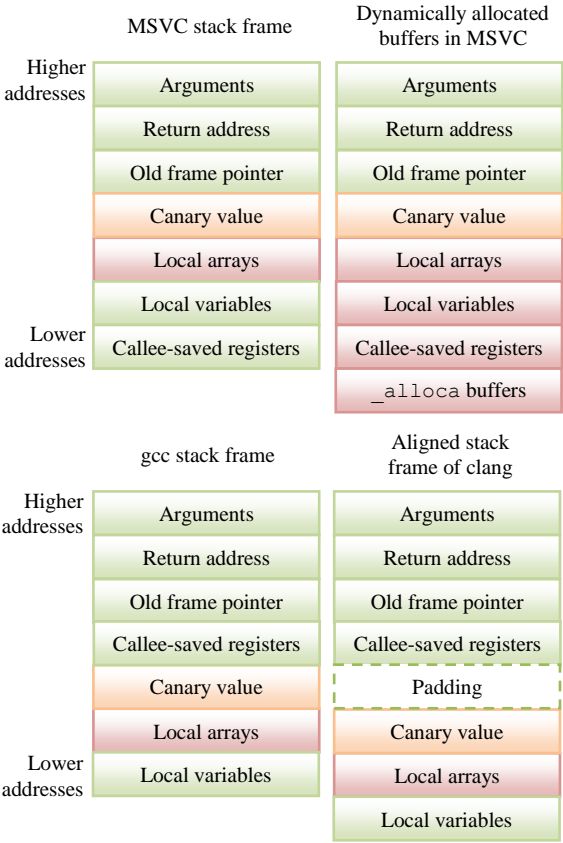 MSVC stack frame
Dynamically allocated
buffers in MSVC
Higher
addresses
Arguments
Return address
Old frame pointer
Canary value
Local arrays
Local variables
Callee-saved registers
Lower
addresses
Arguments
Return address
Old frame pointer
Canary value
Local arrays
Local variables
Callee-saved registers
_alloca buffers
gcc stack frame
Aligned stack
frame of clang
Higher
addresses
Arguments
Return address
Old frame pointer
Callee-saved registers
Canary value
Local arrays
Local variables
Lower
addresses
Arguments
Return address
Old frame pointer
Callee-saved registers
Padding
Canary value
Local arrays
Local variables